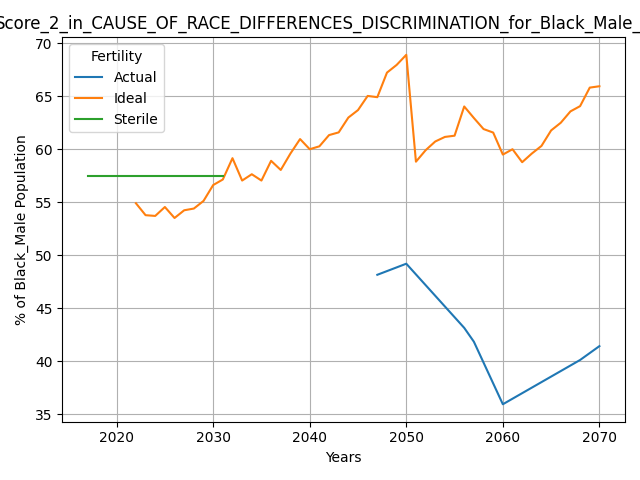 Score_2_in_CAUSE_OF_RACE_DIFFERENCES_DISCRIMINATION_for_Black_Male_
Fertility
Actual
Ideal
Sterile
% of Black_Male Population
70
65
60
55
50
45
40
35
2020 2030 2040 2050 2060 2070
Years